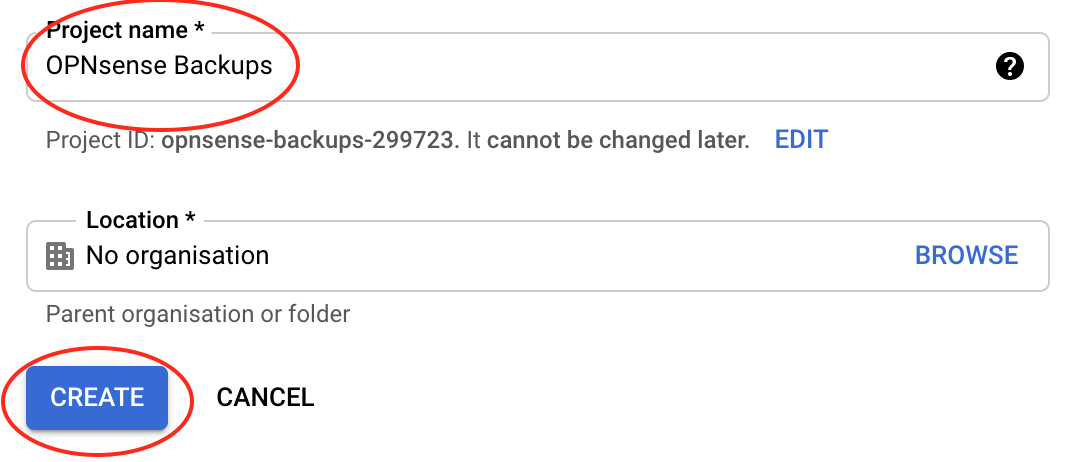 Project name *
OPNsense Backups
?
Project ID: opnsense-backups-299723. It cannot be changed later. EDIT
Location *
No organisation BROWSE
Parent organisation or folder
CREATE CANCEL